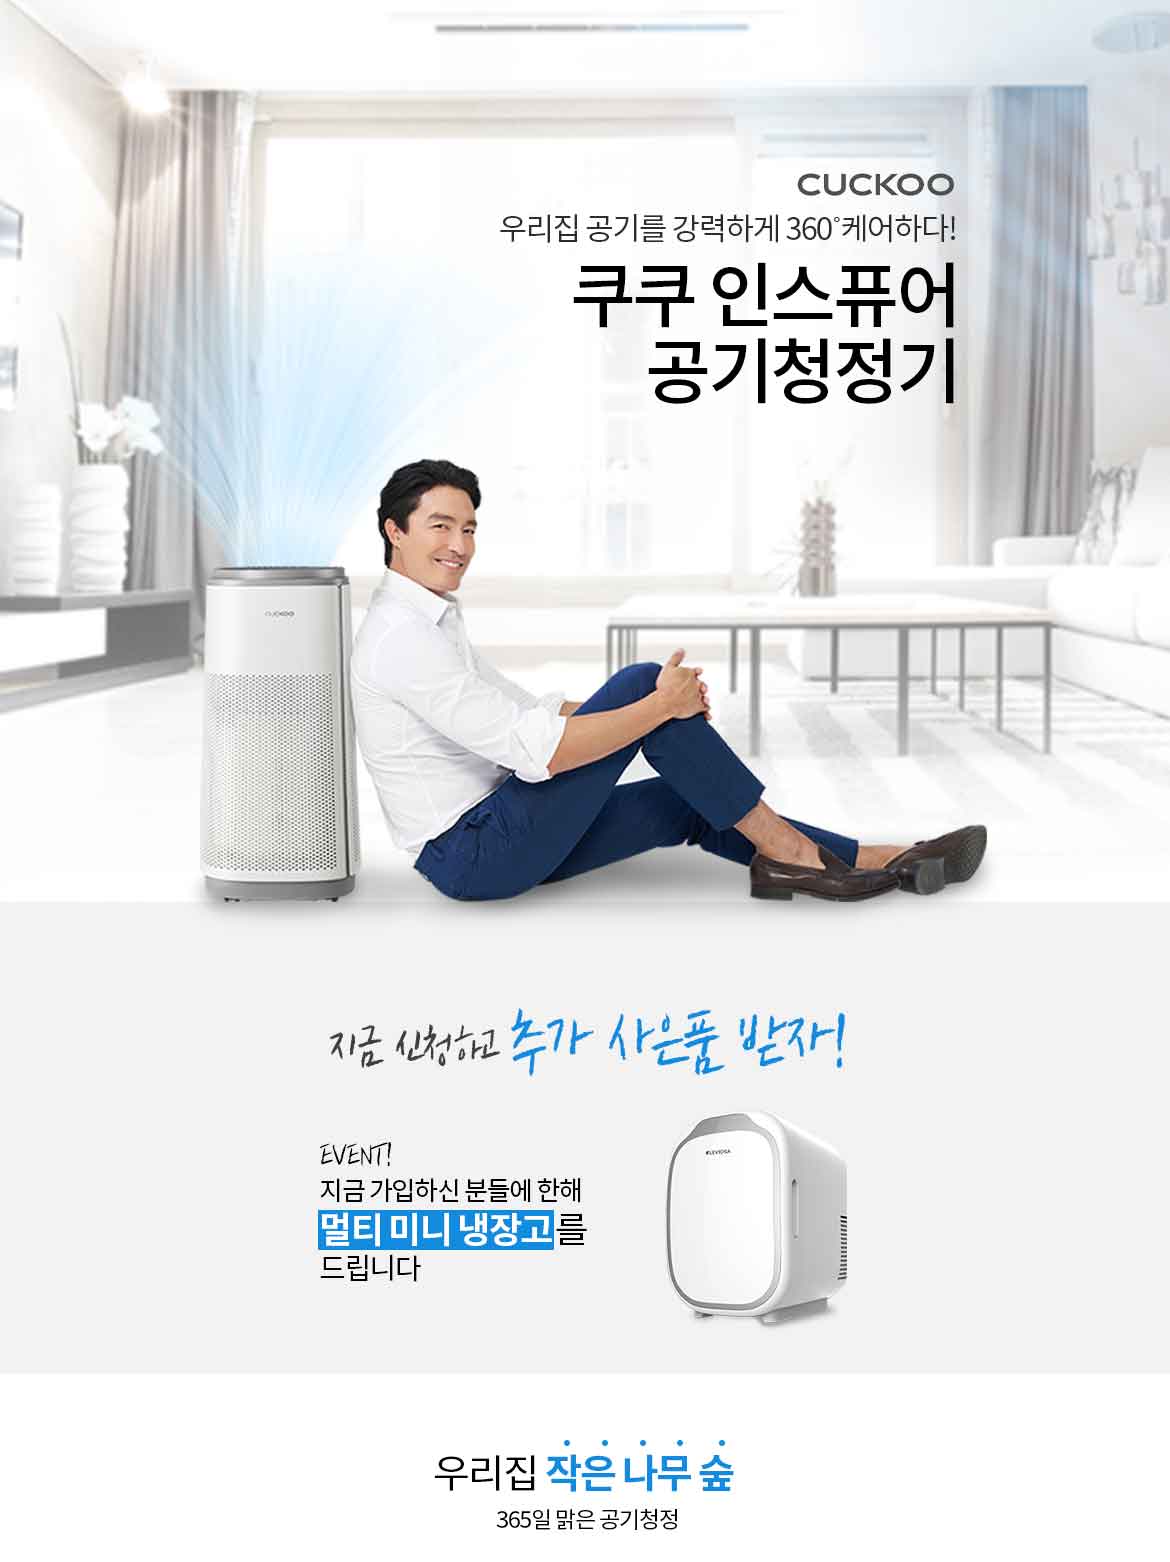 CUCKOO
우리집 공기를 강력하게 360°케어하다!
쿠쿠 인스퓨어
공기청정기
CUCKOO
지금 신청하고 추가 사은품 받자!
EVENT!
지금 가입하신 분들에 한해
멀티 미니 냉장고를
드립니다
KLEVIOSA
우리집 작은 나무 숲
365일 맑은 공기청정